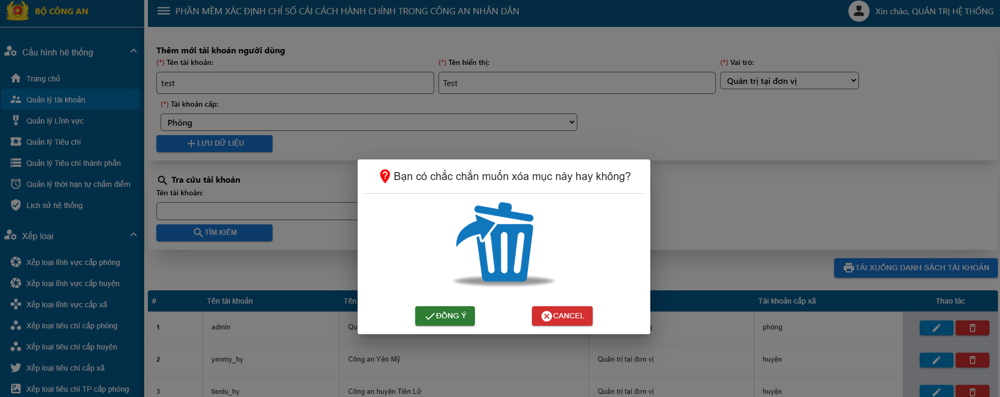 BỘ CÔNG AN
PHẦN MỀM XÁC ĐỊNH CHỈ SỐ CẢI CÁCH HÀNH CHÍNH TRONG CÔNG AN NHÂN DÂN
Xin chào, QUẢN TRỊ HỆ THỐNG
Cấu hình hệ thống
Trang chủ
Quản lý tài khoản
Quản lý Lĩnh vực
Quản lý Tiêu chí
Quản lý Tiêu chí thành phần
Quản lý thời hạn tự chấm điểm
Lịch sử hệ thống
Xếp loại
Xếp loại lĩnh vực cấp phòng
Xếp loại lĩnh vực cấp huyện
Xếp loại lĩnh vực cấp xã
Xếp loại tiêu chí cấp phòng
Xếp loại tiêu chí cấp huyện
Xếp loại tiêu chí cấp xã
Xếp loại tiêu chí TP cấp phòng
Thêm mới tài khoản người dùng
(*) Tên tài khoản: (*) Tên hiển thị: (*) Vai trò:
test Test Quản trị tại đơn vị
(*) Tài khoản cấp:
Phòng
LƯU DỮ LIỆU
Tra cứu tài khoản
Tên tài khoản:
TÌM KIẾM
Bạn có chắc chắn muốn xóa mục này hay không?
ĐỒNG Ý CANCEL
TẢI XUỐNG DANH SÁCH TÀI KHOẢN
# Tên tài khoản Tên Tài khoản cấp xã Thao tác
1 admin phòng
2 yenmy_hy Công an Yên Mỹ Quản trị tại đơn vị huyện
3 tienlu_hy Công an huyện Tiên Lữ Quản trị tại đơn vị huyện